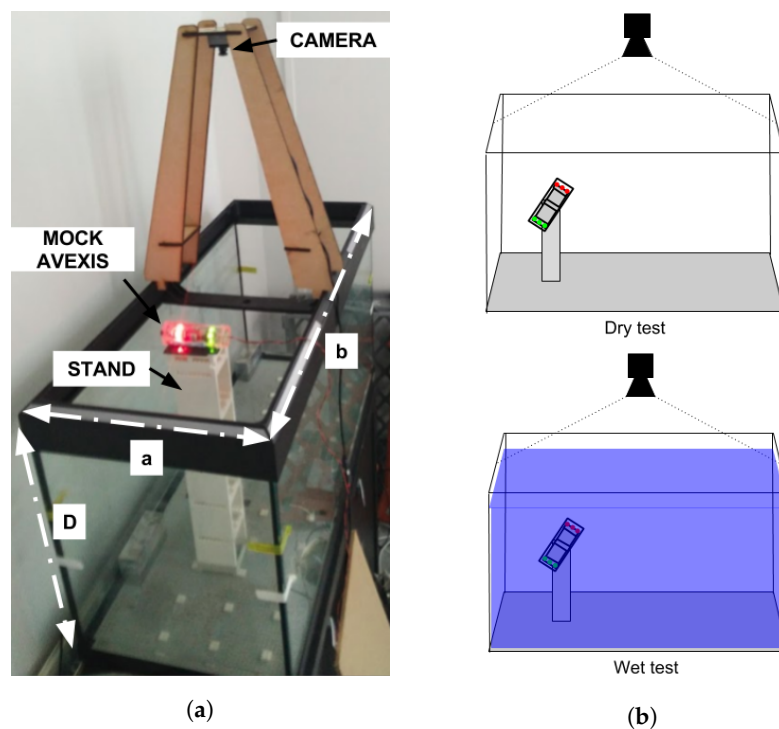 CAMERA
MOCK
AVEXIS
STAND
b
a
D
(a)
Dry test
Wet test
(b)